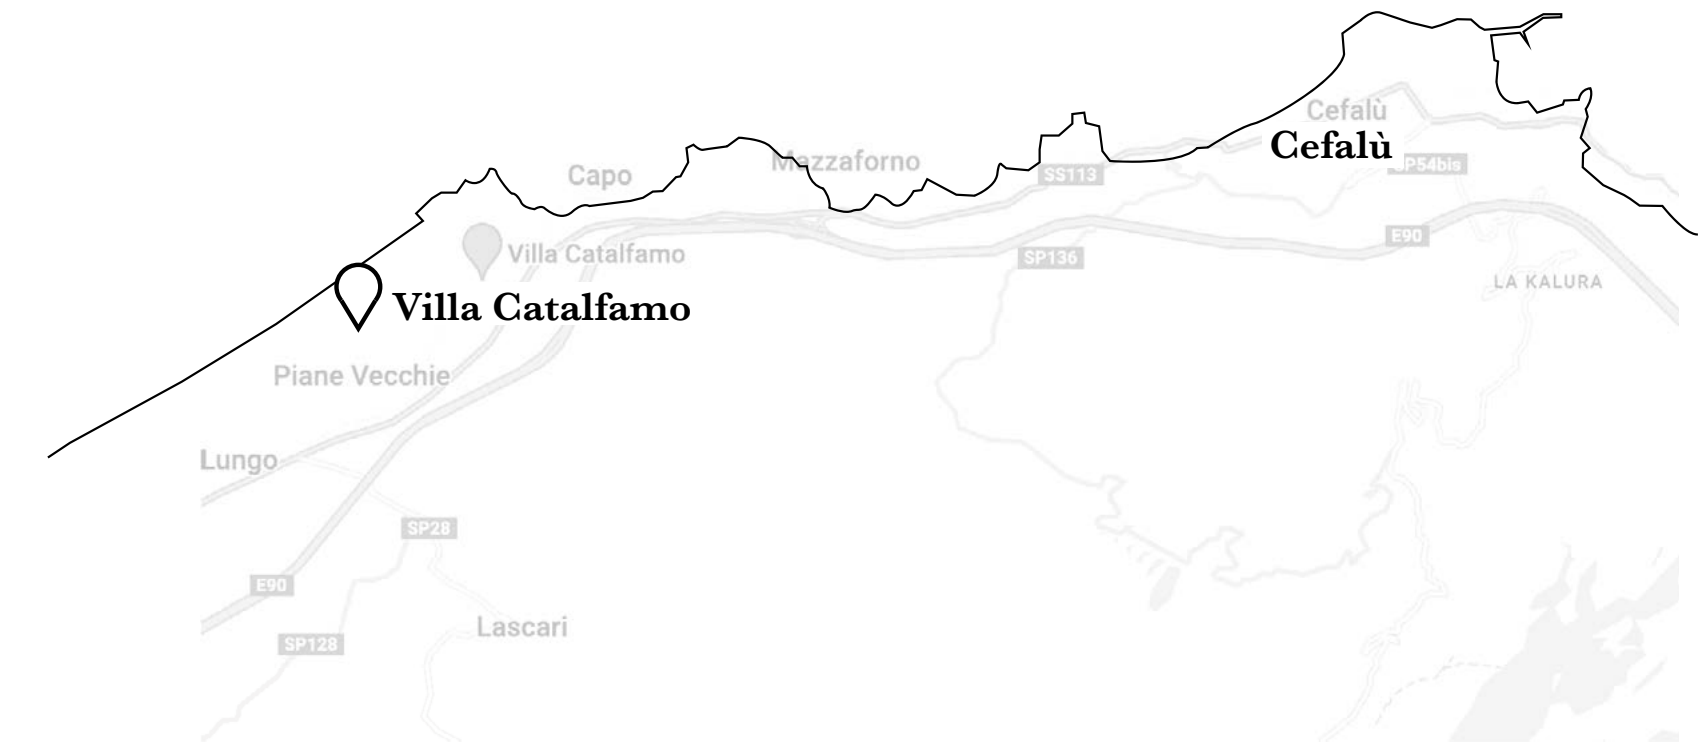 Cefalù
Cefalù
Mazzaforno
SP54bis
Capo
SS113
E90
Villa Catalfamo
SP136
LA KALURA
Villa Catalfamo
Piane Vecchie
Lungo
SP28
E90
Lascari
SP128